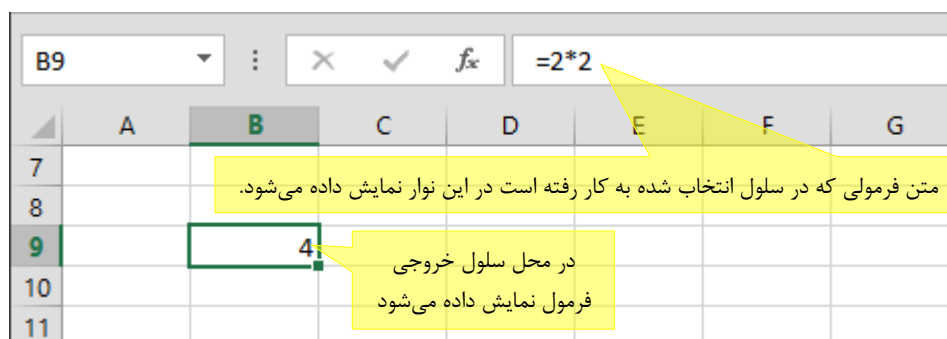 B9 fx =2*2
A B C D E F G
7
متن فرمولی که در سلول انتخاب شده به کار رفته است در این نوار نمایش داده می‌شود.
8
9 4
در محل سلول خروجی
10
فرمول نمایش داده می‌شود
11